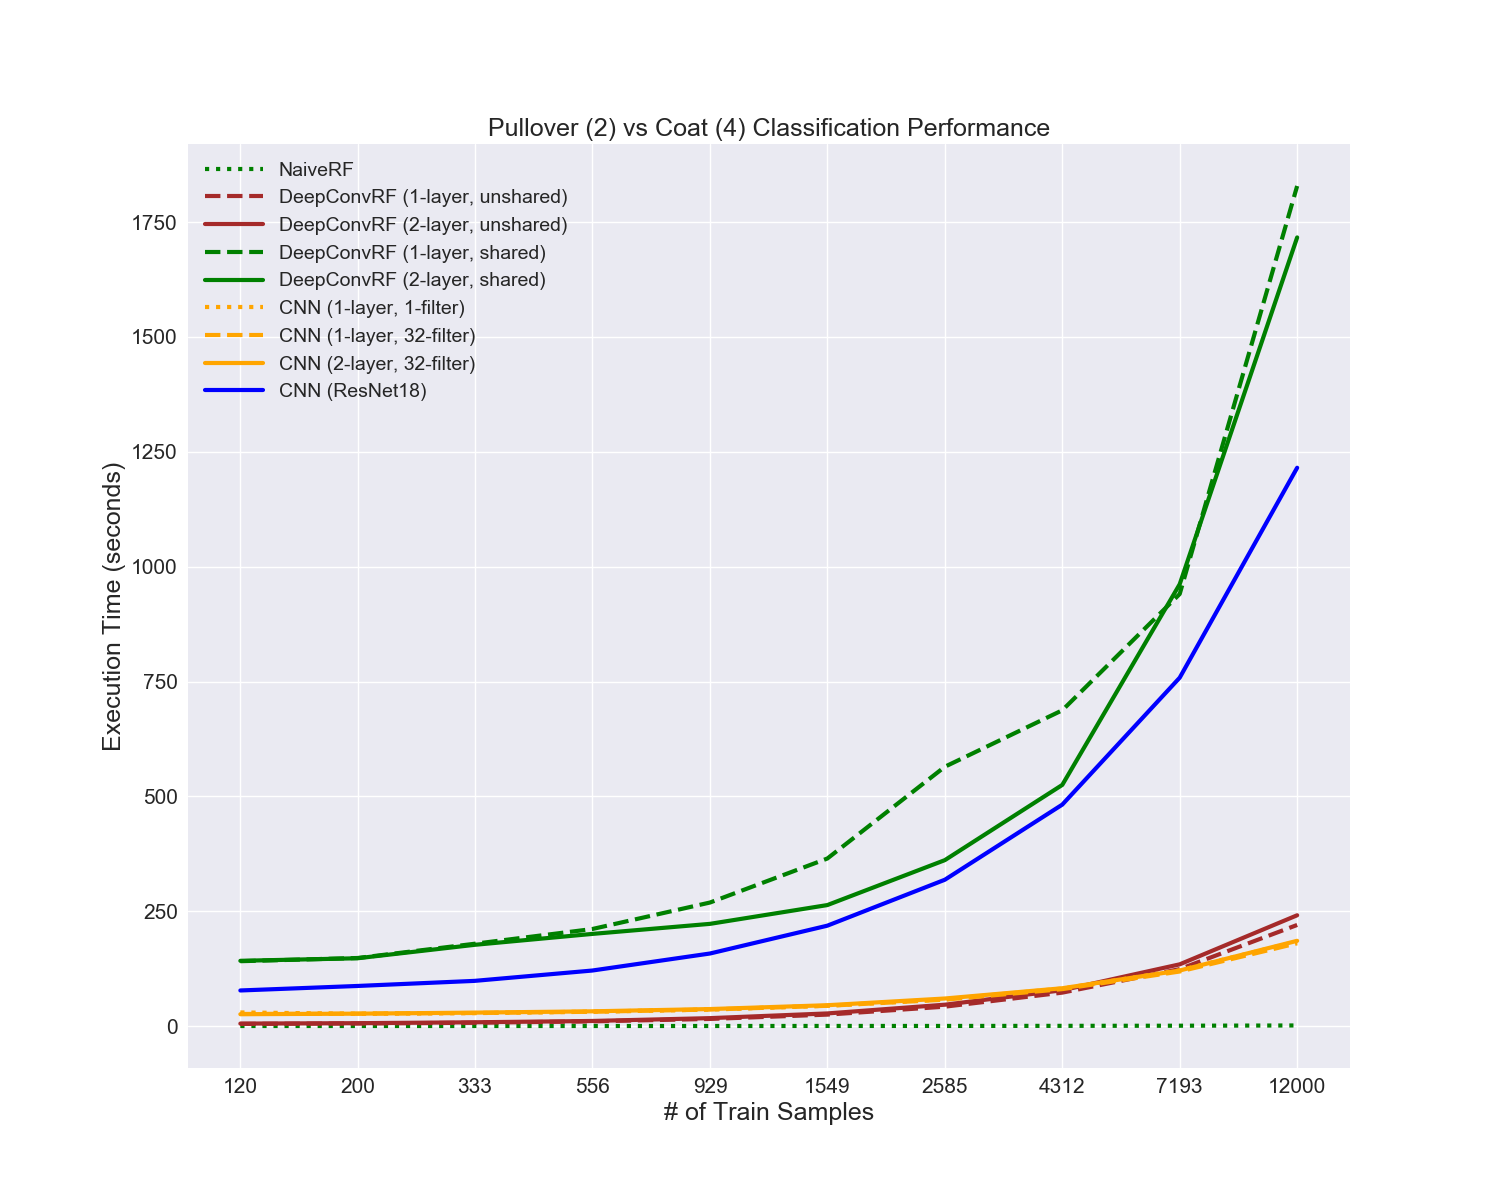 Pullover (2) vs Coat (4) Classification Performance
NaiveRF
DeepConvRF (1-layer, unshared)
DeepConvRF (2-layer, unshared)
DeepConvRF (1-layer, shared)
DeepConvRF (2-layer, shared)
CNN (1-layer, 1-filter)
CNN (1-layer, 32-filter)
CNN (2-layer, 32-filter)
CNN (ResNet18)
Execution Time (seconds)
1750
1500
1250
1000
750
500
250
0
120 200 333 556 929 1549 2585 4312 7193 12000
# of Train Samples